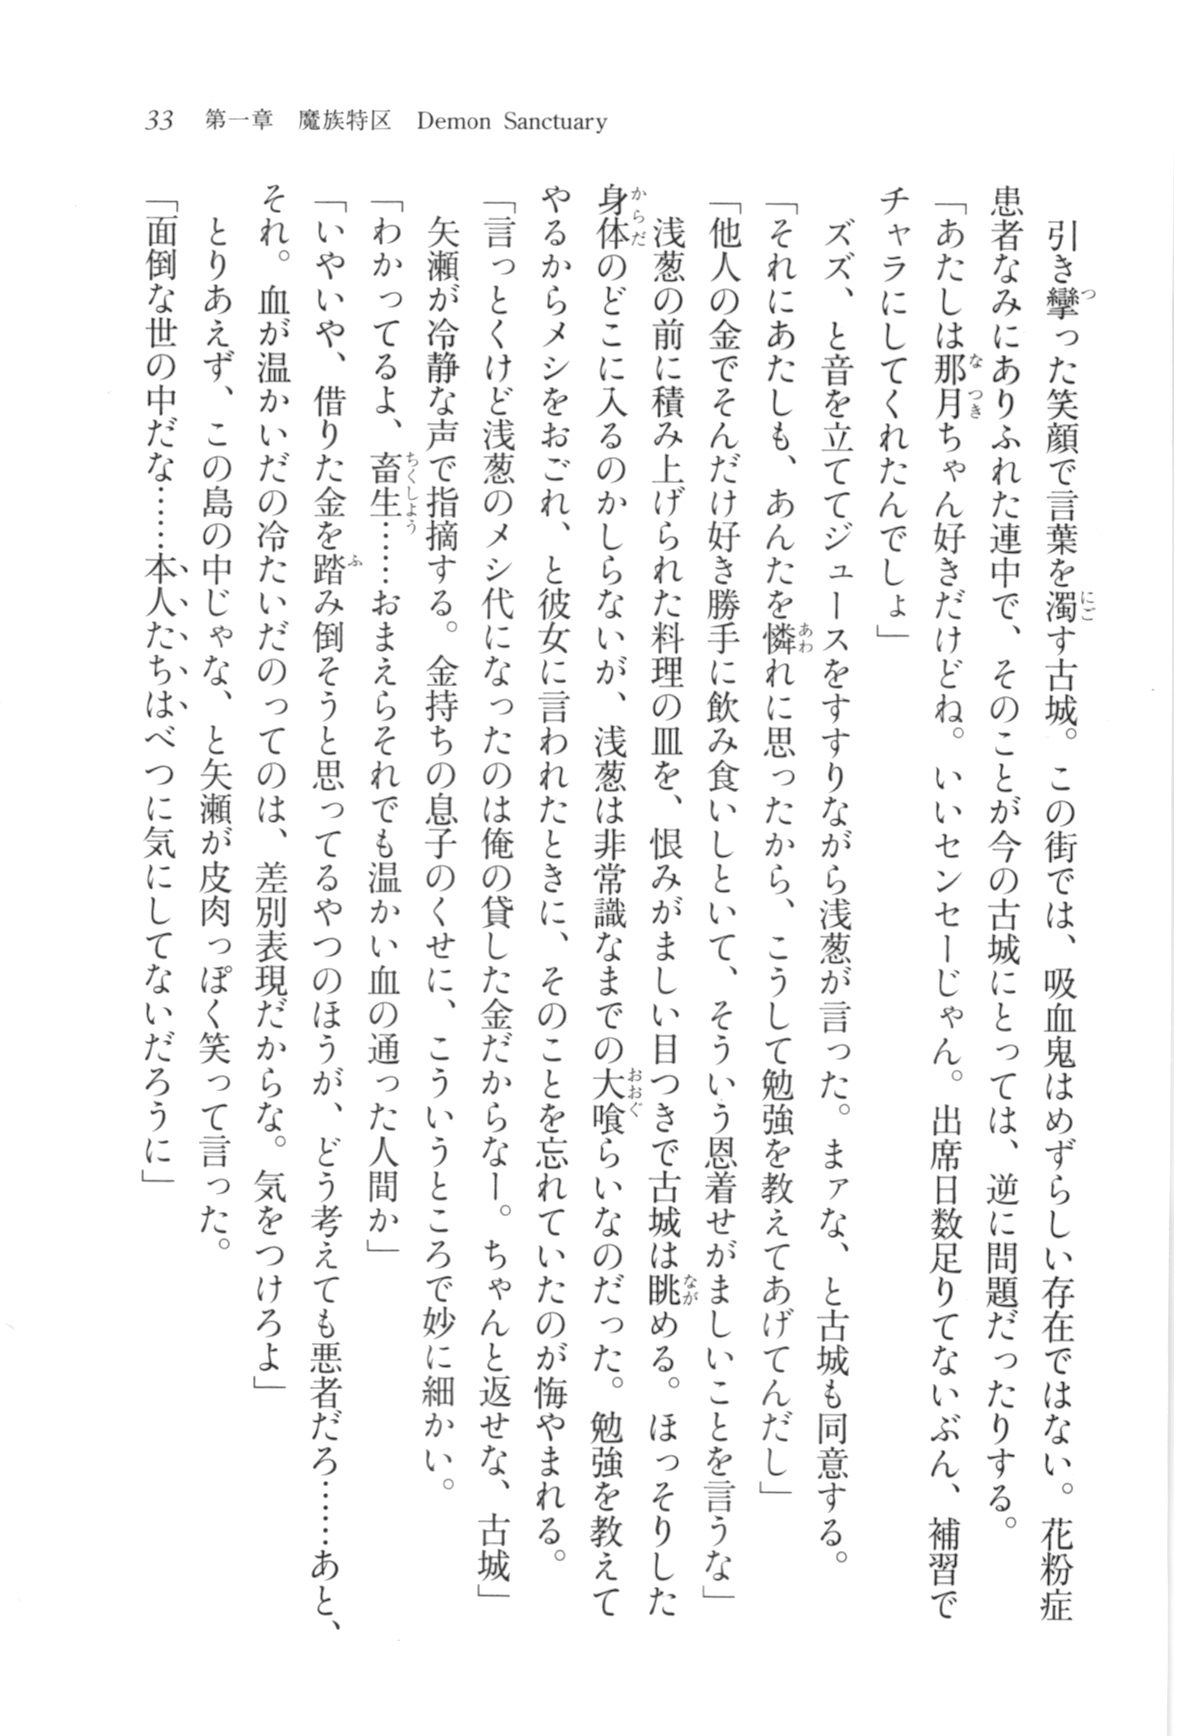 33　第一章　魔族特区　Demon Sanctuary
　引き攣った笑顔で言葉を濁す古城。この街では、吸血鬼はめずらしい存在ではない。花粉症
患者なみにありふれた連中で、そのことが今の古城にとっては、逆に問題だったりする。
「あたしは那月ちゃん好きだけどね。いいセンセーじゃん。出席日数足りてないぶん、補習で
チャラにしてくれたんでしょ」
　ズズ、と音を立ててジュースをすすりながら浅葱が言った。まァな、と古城も同意する。
「それにあたしも、あんたを憐れに思ったから、こうして勉強を教えてあげてんだし」
「他人の金でそんだけ好き勝手に飲み食いしといて、そういう恩着せがましいことを言うな」
　浅葱の前に積み上げられた料理の皿を、恨みがましい目つきで古城は眺める。ほっそりした
身体のどこに入るのかしらないが、浅葱は非常識なまでの大喰らいなのだった。勉強を教えて
やるからメシをおごれ、と彼女に言われたときに、そのことを忘れていたのが悔やまれる。
「言っとくけど浅葱のメシ代になったのは俺の貸した金だからなー。ちゃんと返せな、古城」
　矢瀬が冷静な声で指摘する。金持ちの息子のくせに、こういうところで妙に細かい。
「わかってるよ、畜生……おまえらそれでも温かい血の通った人間か」
「いやいや、借りた金を踏み倒そうと思ってるやつのほうが、どう考えても悪者だろ……あと、
それ。血が温かいだの冷たいだのってのは、差別表現だからな。気をつけろよ」
　とりあえず、この島の中じゃな、と矢瀬が皮肉っぽく笑って言った。
「面倒な世の中だな……本人たちはべつに気にしてないだろうに」